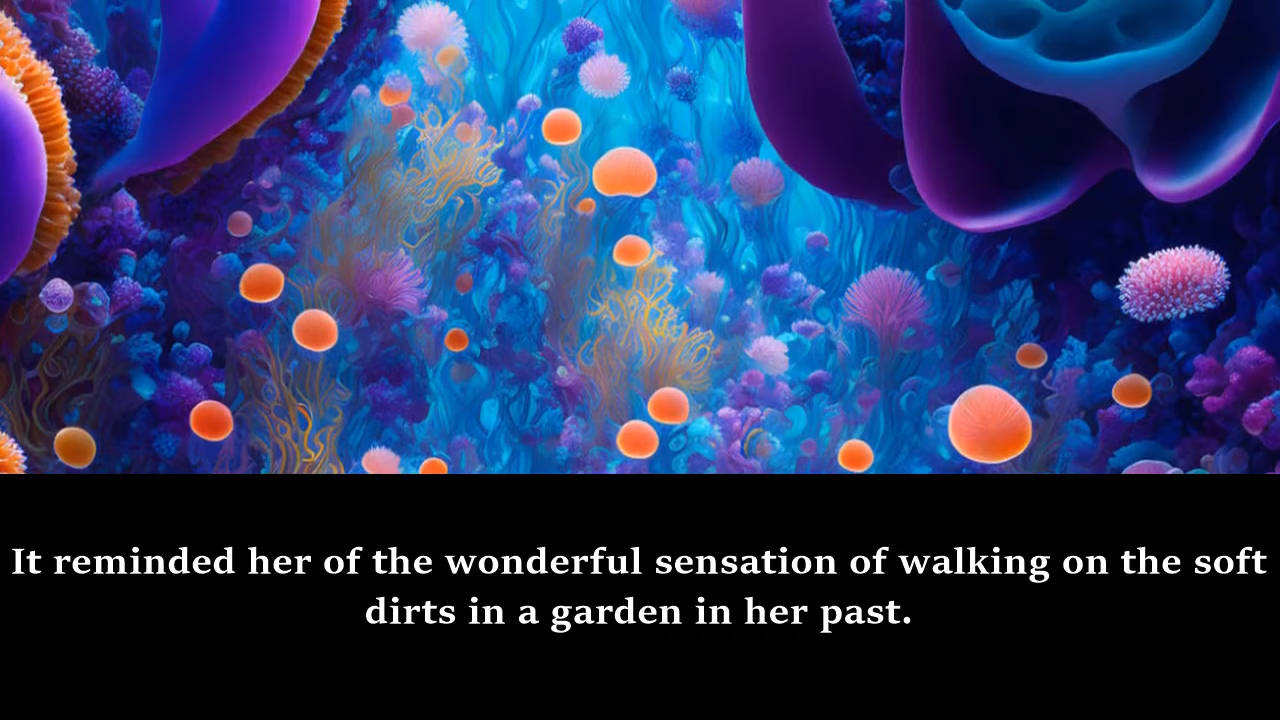 It reminded her of the wonderful sensation of walking on the soft
dirts in a garden in her past.